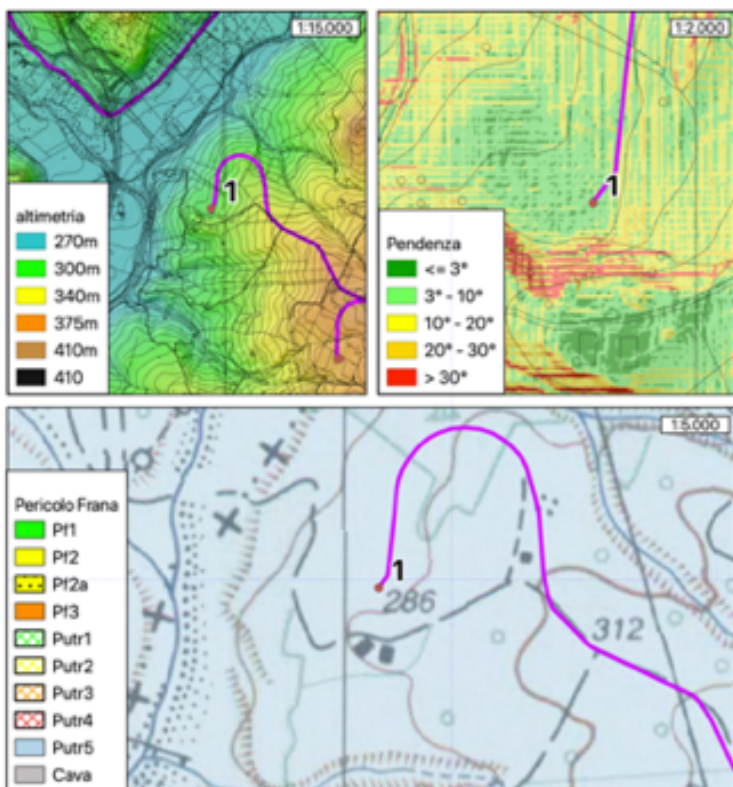 1:15.000
1
altimetria
270m
300m
340m
375m
410m
410
1:2.000
1
Pendenza
<= 3°
3° - 10°
10° - 20°
20° - 30°
> 30°
1:5.000
1
286
312
Pericolo Frana
Pf1
Pf2
Pf2a
Pf3
Putr1
Putr2
Putr3
Putr4
Putr5
Cava